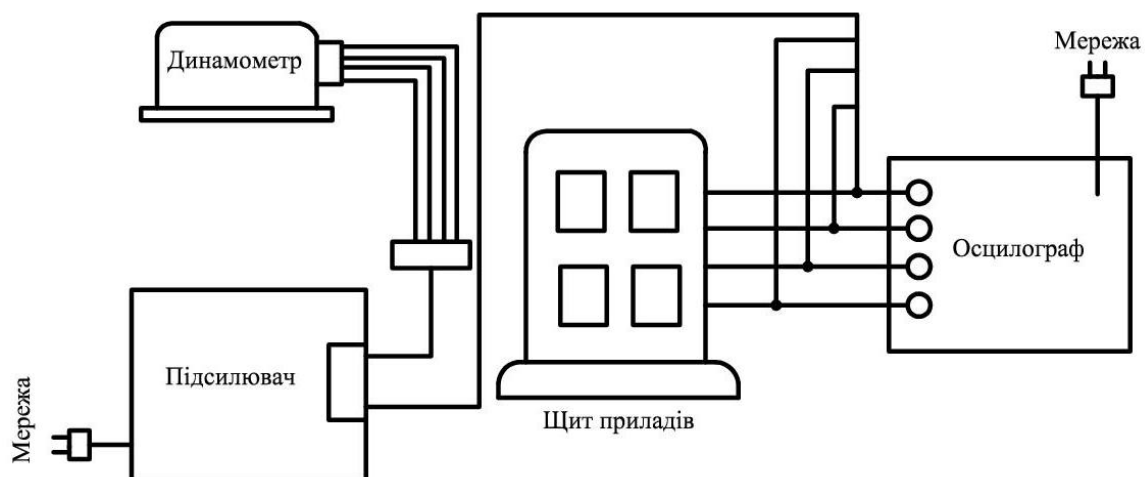 Динамометр
Мережа
Осцилограф
Підсилювач
Щит приладів
Мережа